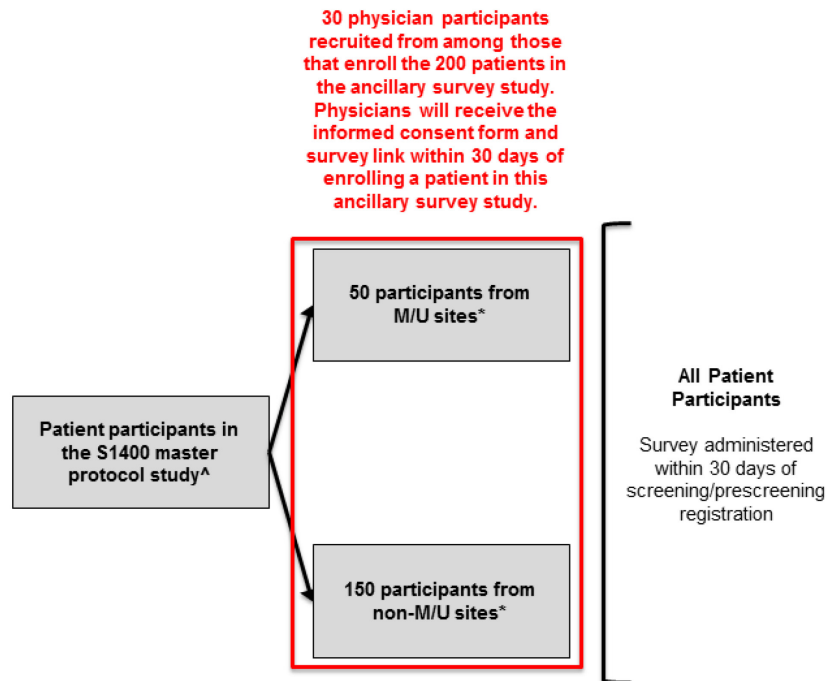 30 physician participants
recruited from among those
that enroll the 200 patients in
the ancillary survey study.
Physicians will receive the
informed consent form and
survey link within 30 days of
enrolling a patient in this
ancillary survey study.
50 participants from
M/U sites*
Patient participants in
the S1400 master
protocol study^
150 participants from
non-M/U sites*
All Patient
Participants
Survey administered
within 30 days of
screening/prescreening
registration